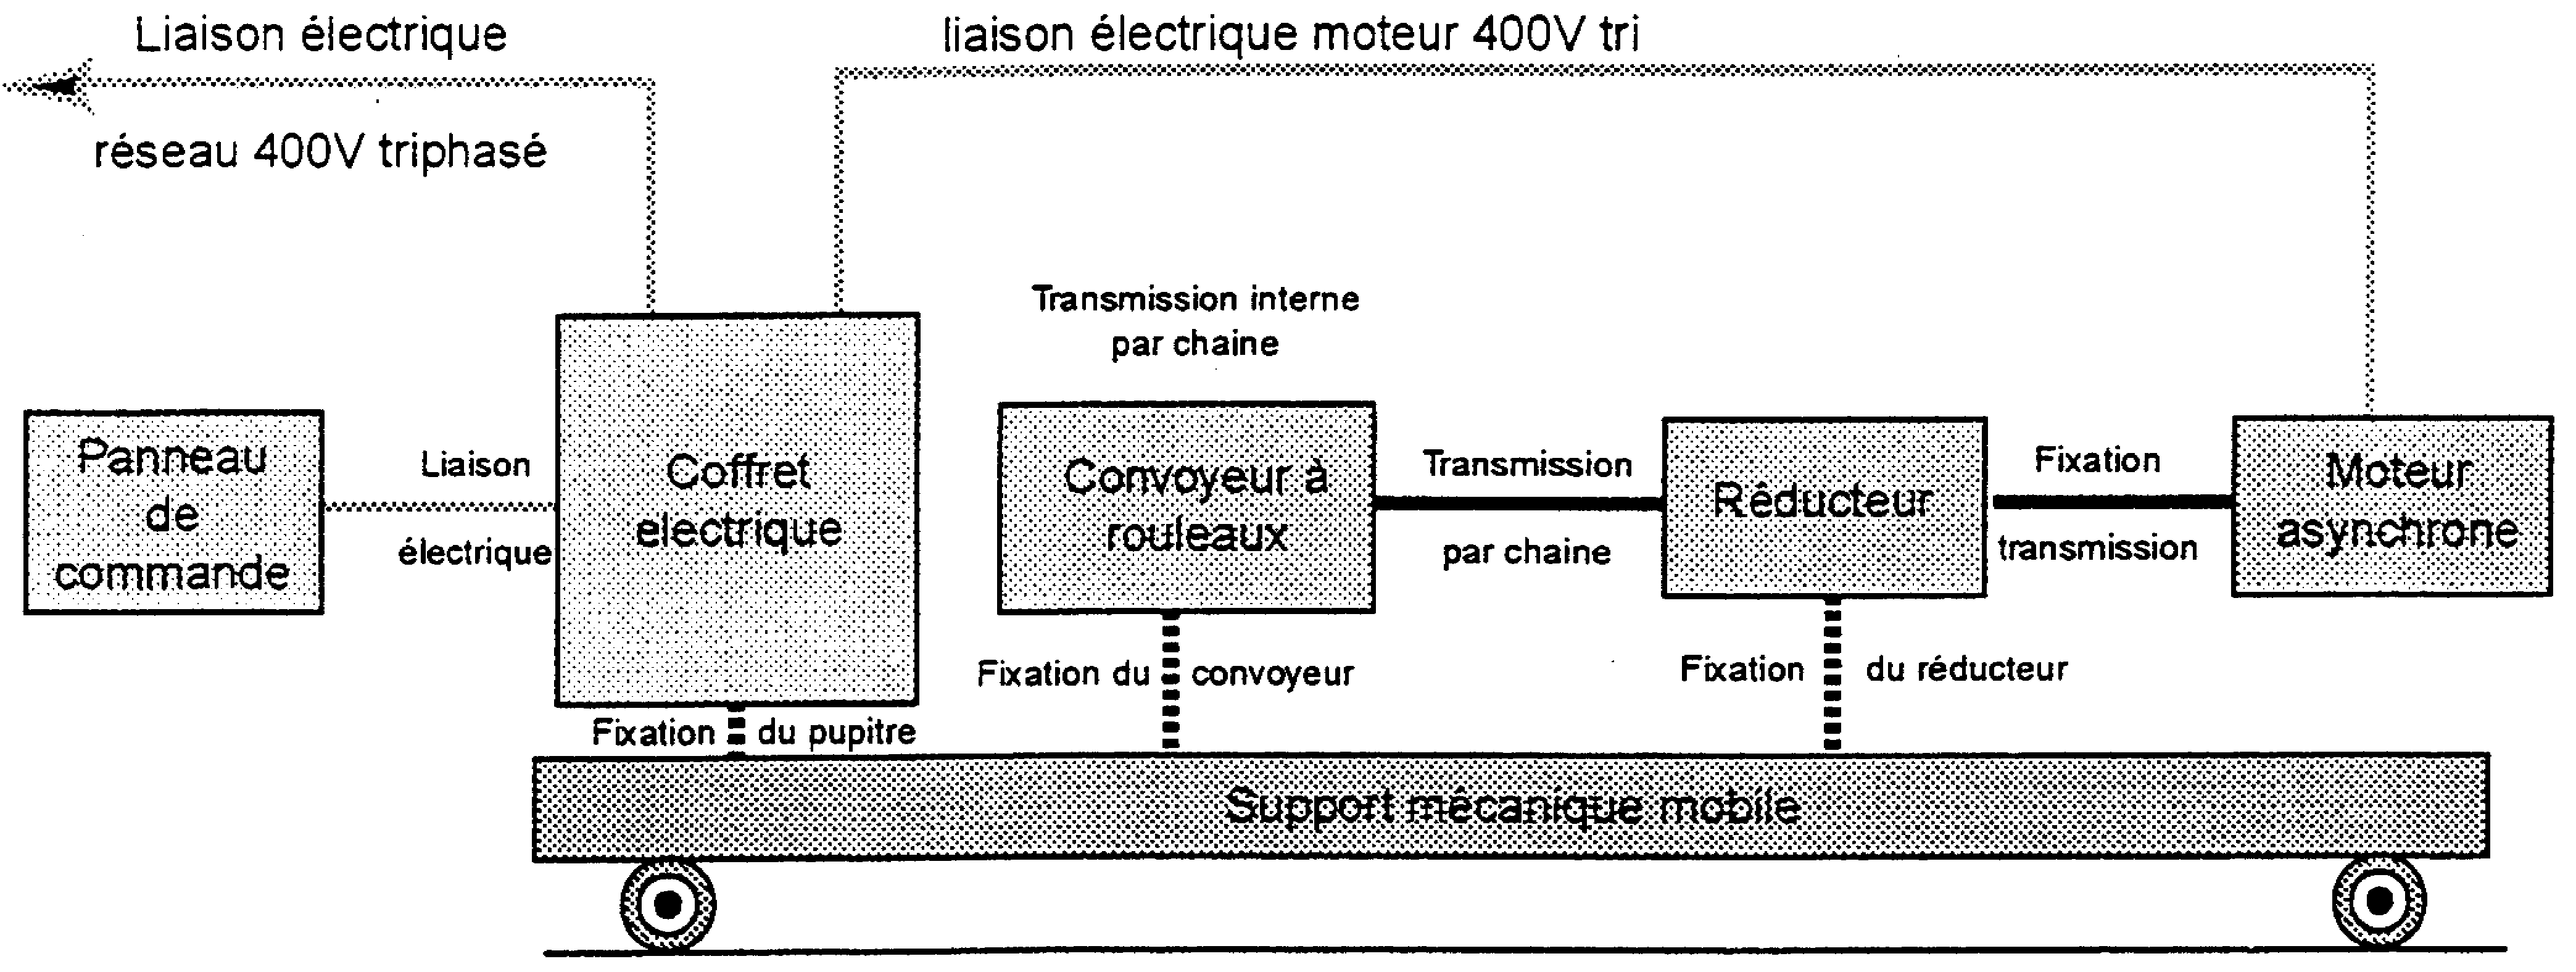 Liaison électrique
réseau 400V triphasé
liaison électrique moteur 400V tri
Transmission interne
par chaine
Panneau
de
commande
Liaison
électrique
Coffret
electrique
Convoyeur à
rouleaux
Transmission
par chaine
Réducteur
Fixation
transmission
Moteur
asynchrone
Fixation du pupitre
Fixation du convoyeur
Fixation du réducteur
Support mécanique mobile